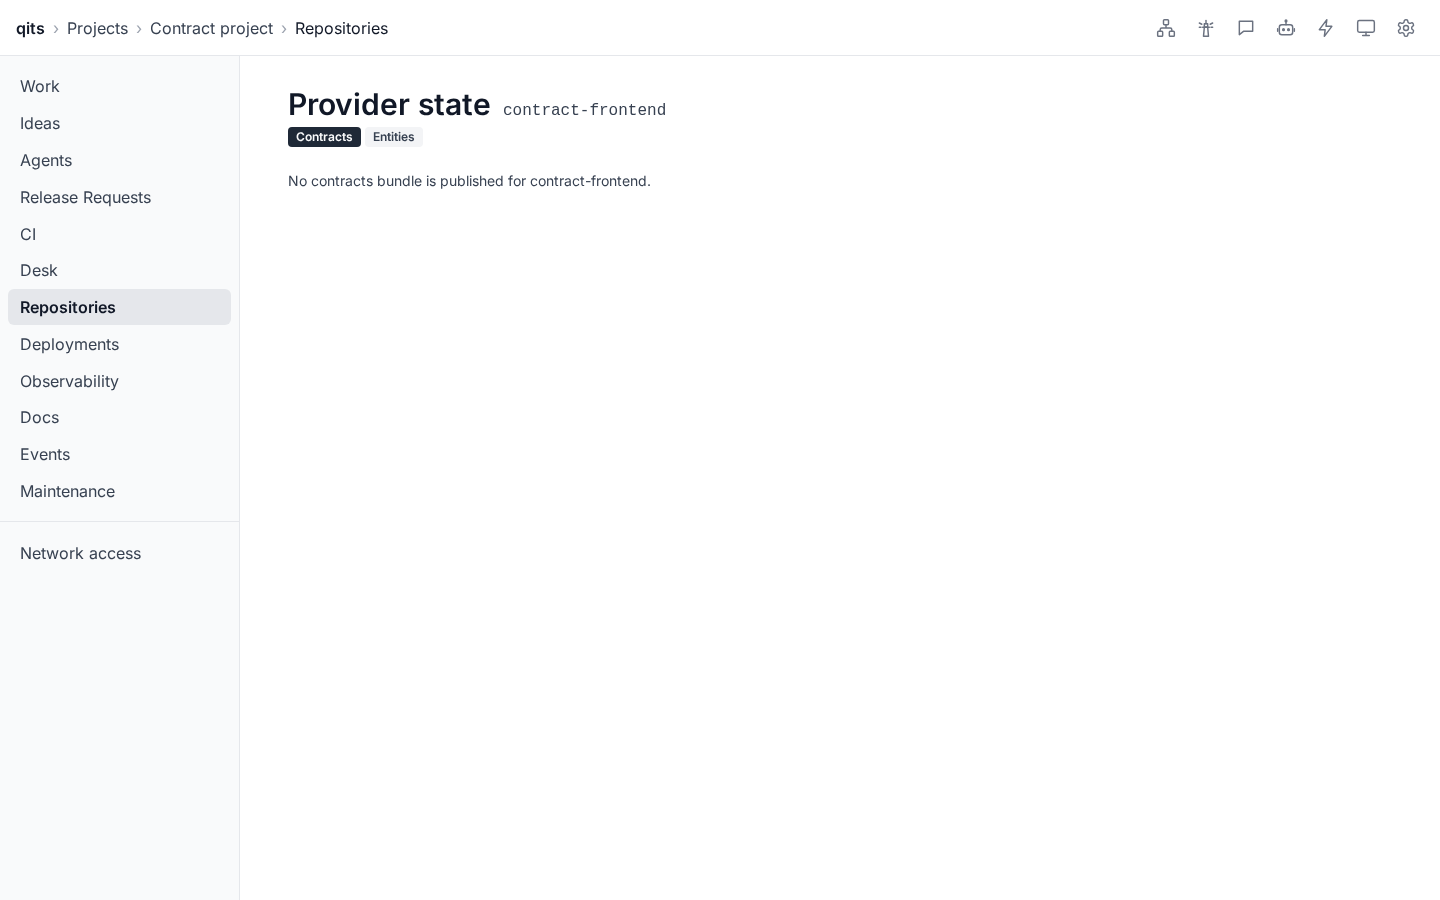 qits › Projects › Contract project › Repositories
Work
Ideas
Agents
Release Requests
CI
Desk
Repositories
Deployments
Observability
Docs
Events
Maintenance
Network access
Provider state contract-frontend
Contracts Entities
No contracts bundle is published for contract-frontend.